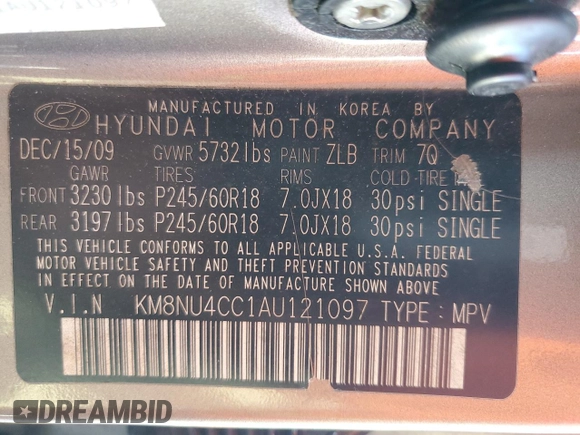 MANUFACTURED IN KOREA BY
HYUNDAI MOTOR COMPANY
DEC/15/09 GVWR 5732lbs PAINT ZLB TRIM 7Q
GAWR TIRES RIMS COLD-TIRE
FRONT 3230lbs P245/60R18 7.0JX18 30psi SINGLE
REAR 3197lbs P245/60R18 7.0JX18 30psi SINGLE
THIS VEHICLE CONFORMS TO ALL APPLICABLE U.S.A. FEDERAL
MOTOR VEHICLE SAFETY AND THEFT PREVENTION STANDARDS
IN EFFECT ON THE DATE OF MANUFACTURE SHOWN ABOVE.
V.I.N KM8NU4CC1AU121097 TYPE: MPV
DREAMBID